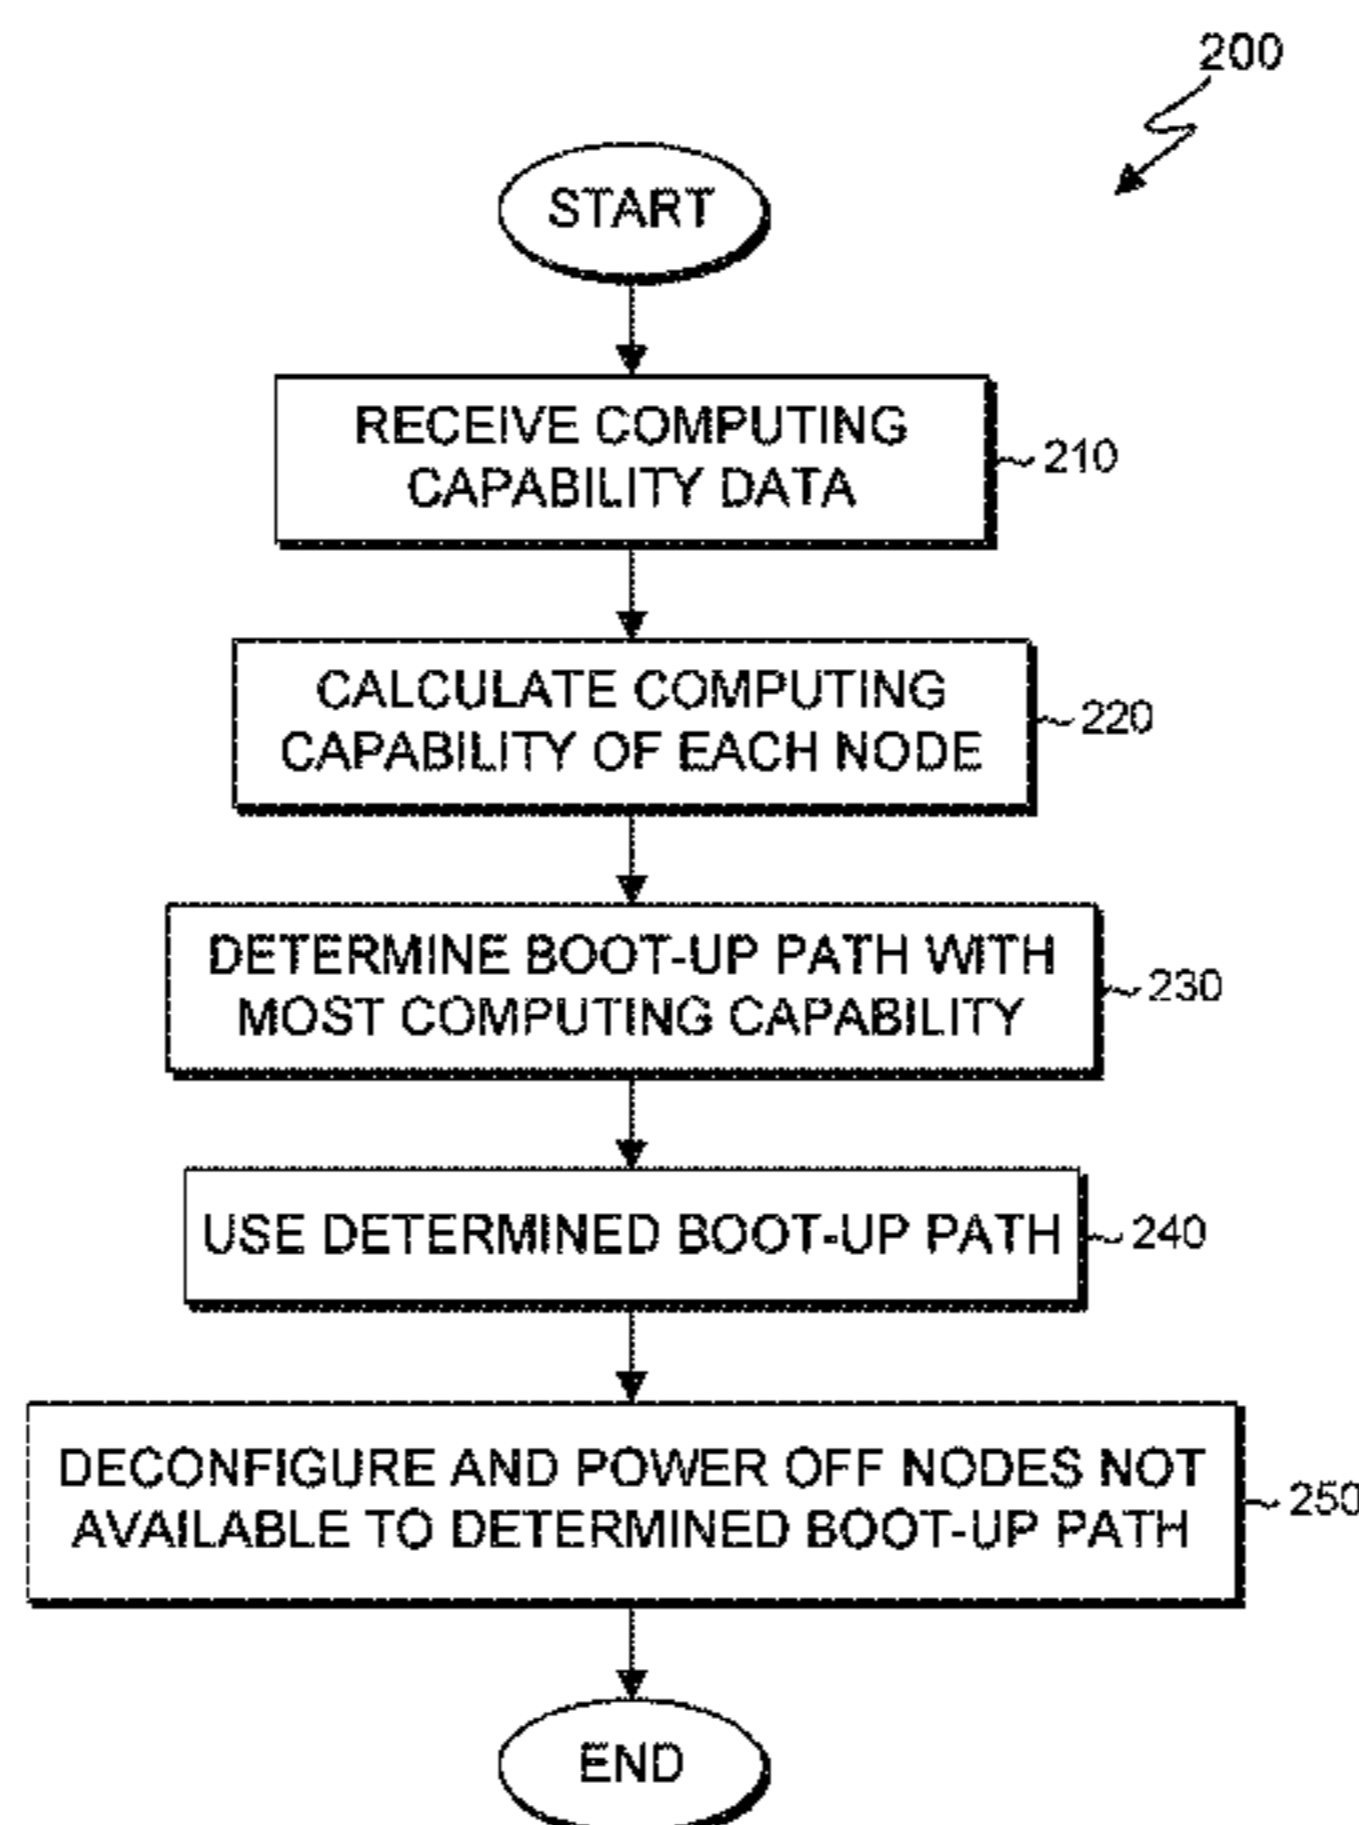 200
START
RECEIVE COMPUTING
CAPABILITY DATA
210
CALCULATE COMPUTING
CAPABILITY OF EACH NODE
220
DETERMINE BOOT-UP PATH WITH
MOST COMPUTING CAPABILITY
230
USE DETERMINED BOOT-UP PATH
240
DECONFIGURE AND POWER OFF NODES NOT
AVAILABLE TO DETERMINED BOOT-UP PATH
250
END